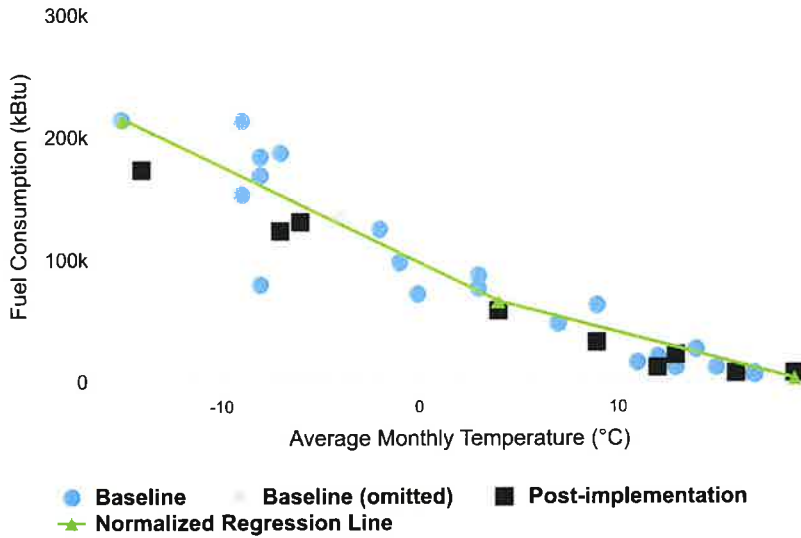 300k
200k
100k
0
Fuel Consumption (kBtu)
-10 0 10
Average Monthly Temperature (°C)
Baseline Baseline (omitted) Post-implementation
Normalized Regression Line